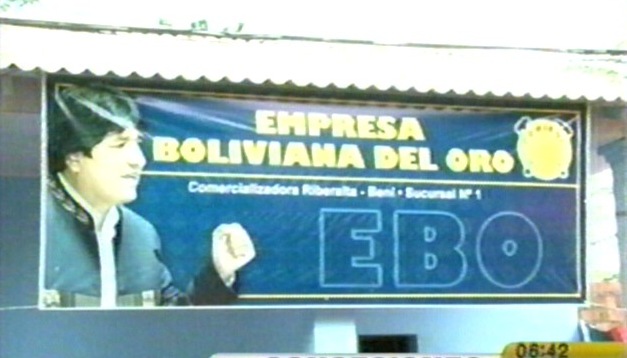 EMPRESA
BOLIVIANA DEL ORO
Comercializadora Riberalta - Beni • Sucursal Nº 1
EBO
06:42